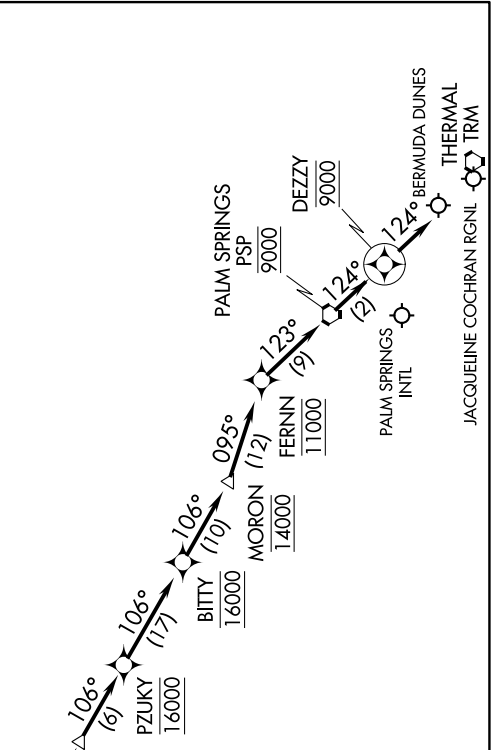 106°
(6)
PZUKY
16000
106°
(17)
BITTY
16000
106°
(10)
MORON
14000
095°
(12)
FERNN
11000
123°
(9)
PALM SPRINGS
PSP
9000
124°
(2)
DEZZY
9000
124°
PALM SPRINGS
INTL
BERMUDA DUNES
THERMAL
TRM
JACQUELINE COCHRAN RGNL